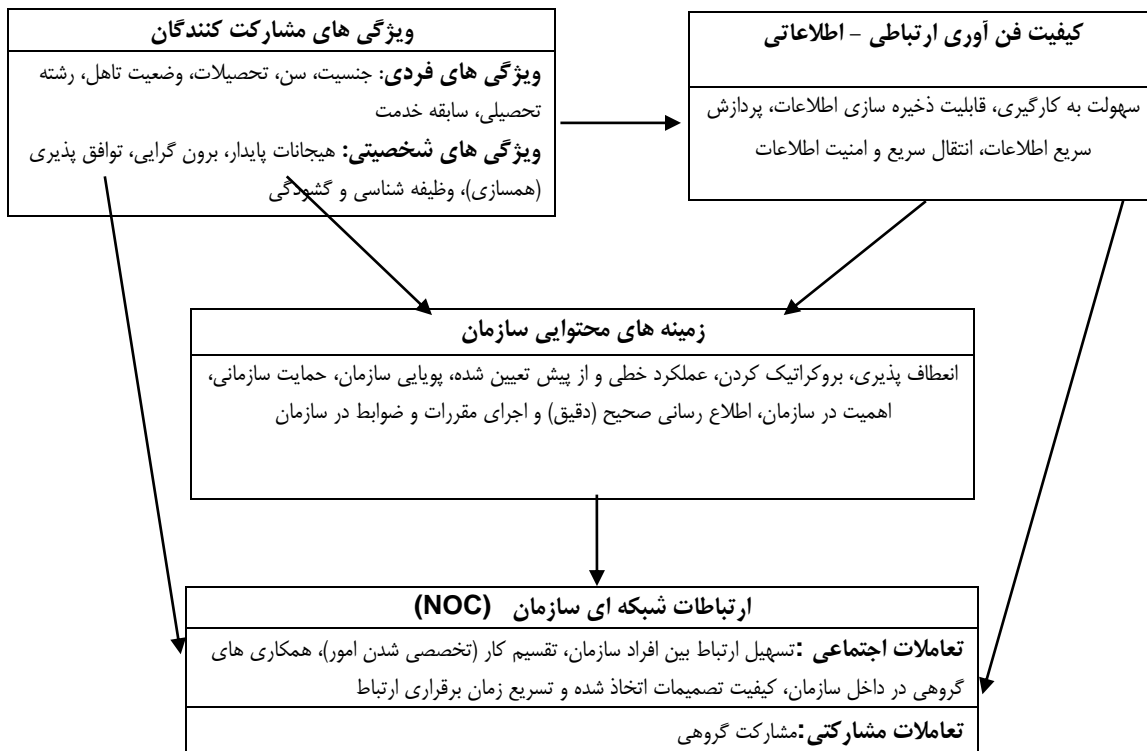 ویژگی های مشارکت کنندگان
ویژگی های فردی: جنسیت، سن، تحصیلات، وضعیت تاهل، رشته
تحصیلی، سابقه خدمت
ویژگی های شخصیتی: هیجانات پایدار، برون گرایی، توافق پذیری
(همسازی)، وظیفه شناسی و گشودگی
کیفیت فن آوری ارتباطی - اطلاعاتی
سهولت به کارگیری، قابلیت ذخیره سازی اطلاعات، پردازش
سریع اطلاعات، انتقال سریع و امنیت اطلاعات
زمینه های محتوایی سازمان
انعطاف پذیری، بروکراتیک کردن، عملکرد خطی و از پیش تعیین شده، پویایی سازمان، حمایت سازمانی،
اهمیت در سازمان، اطلاع رسانی صحیح (دقیق) و اجرای مقررات و ضوابط در سازمان
ارتباطات شبکه ای سازمان (NOC)
تعاملات اجتماعی :تسهیل ارتباط بین افراد سازمان، تقسیم کار (تخصصی شدن امور)، همکاری های
گروهی در داخل سازمان، کیفیت تصمیمات اتخاذ شده و تسریع زمان برقراری ارتباط
تعاملات مشارکتی:مشارکت گروهی